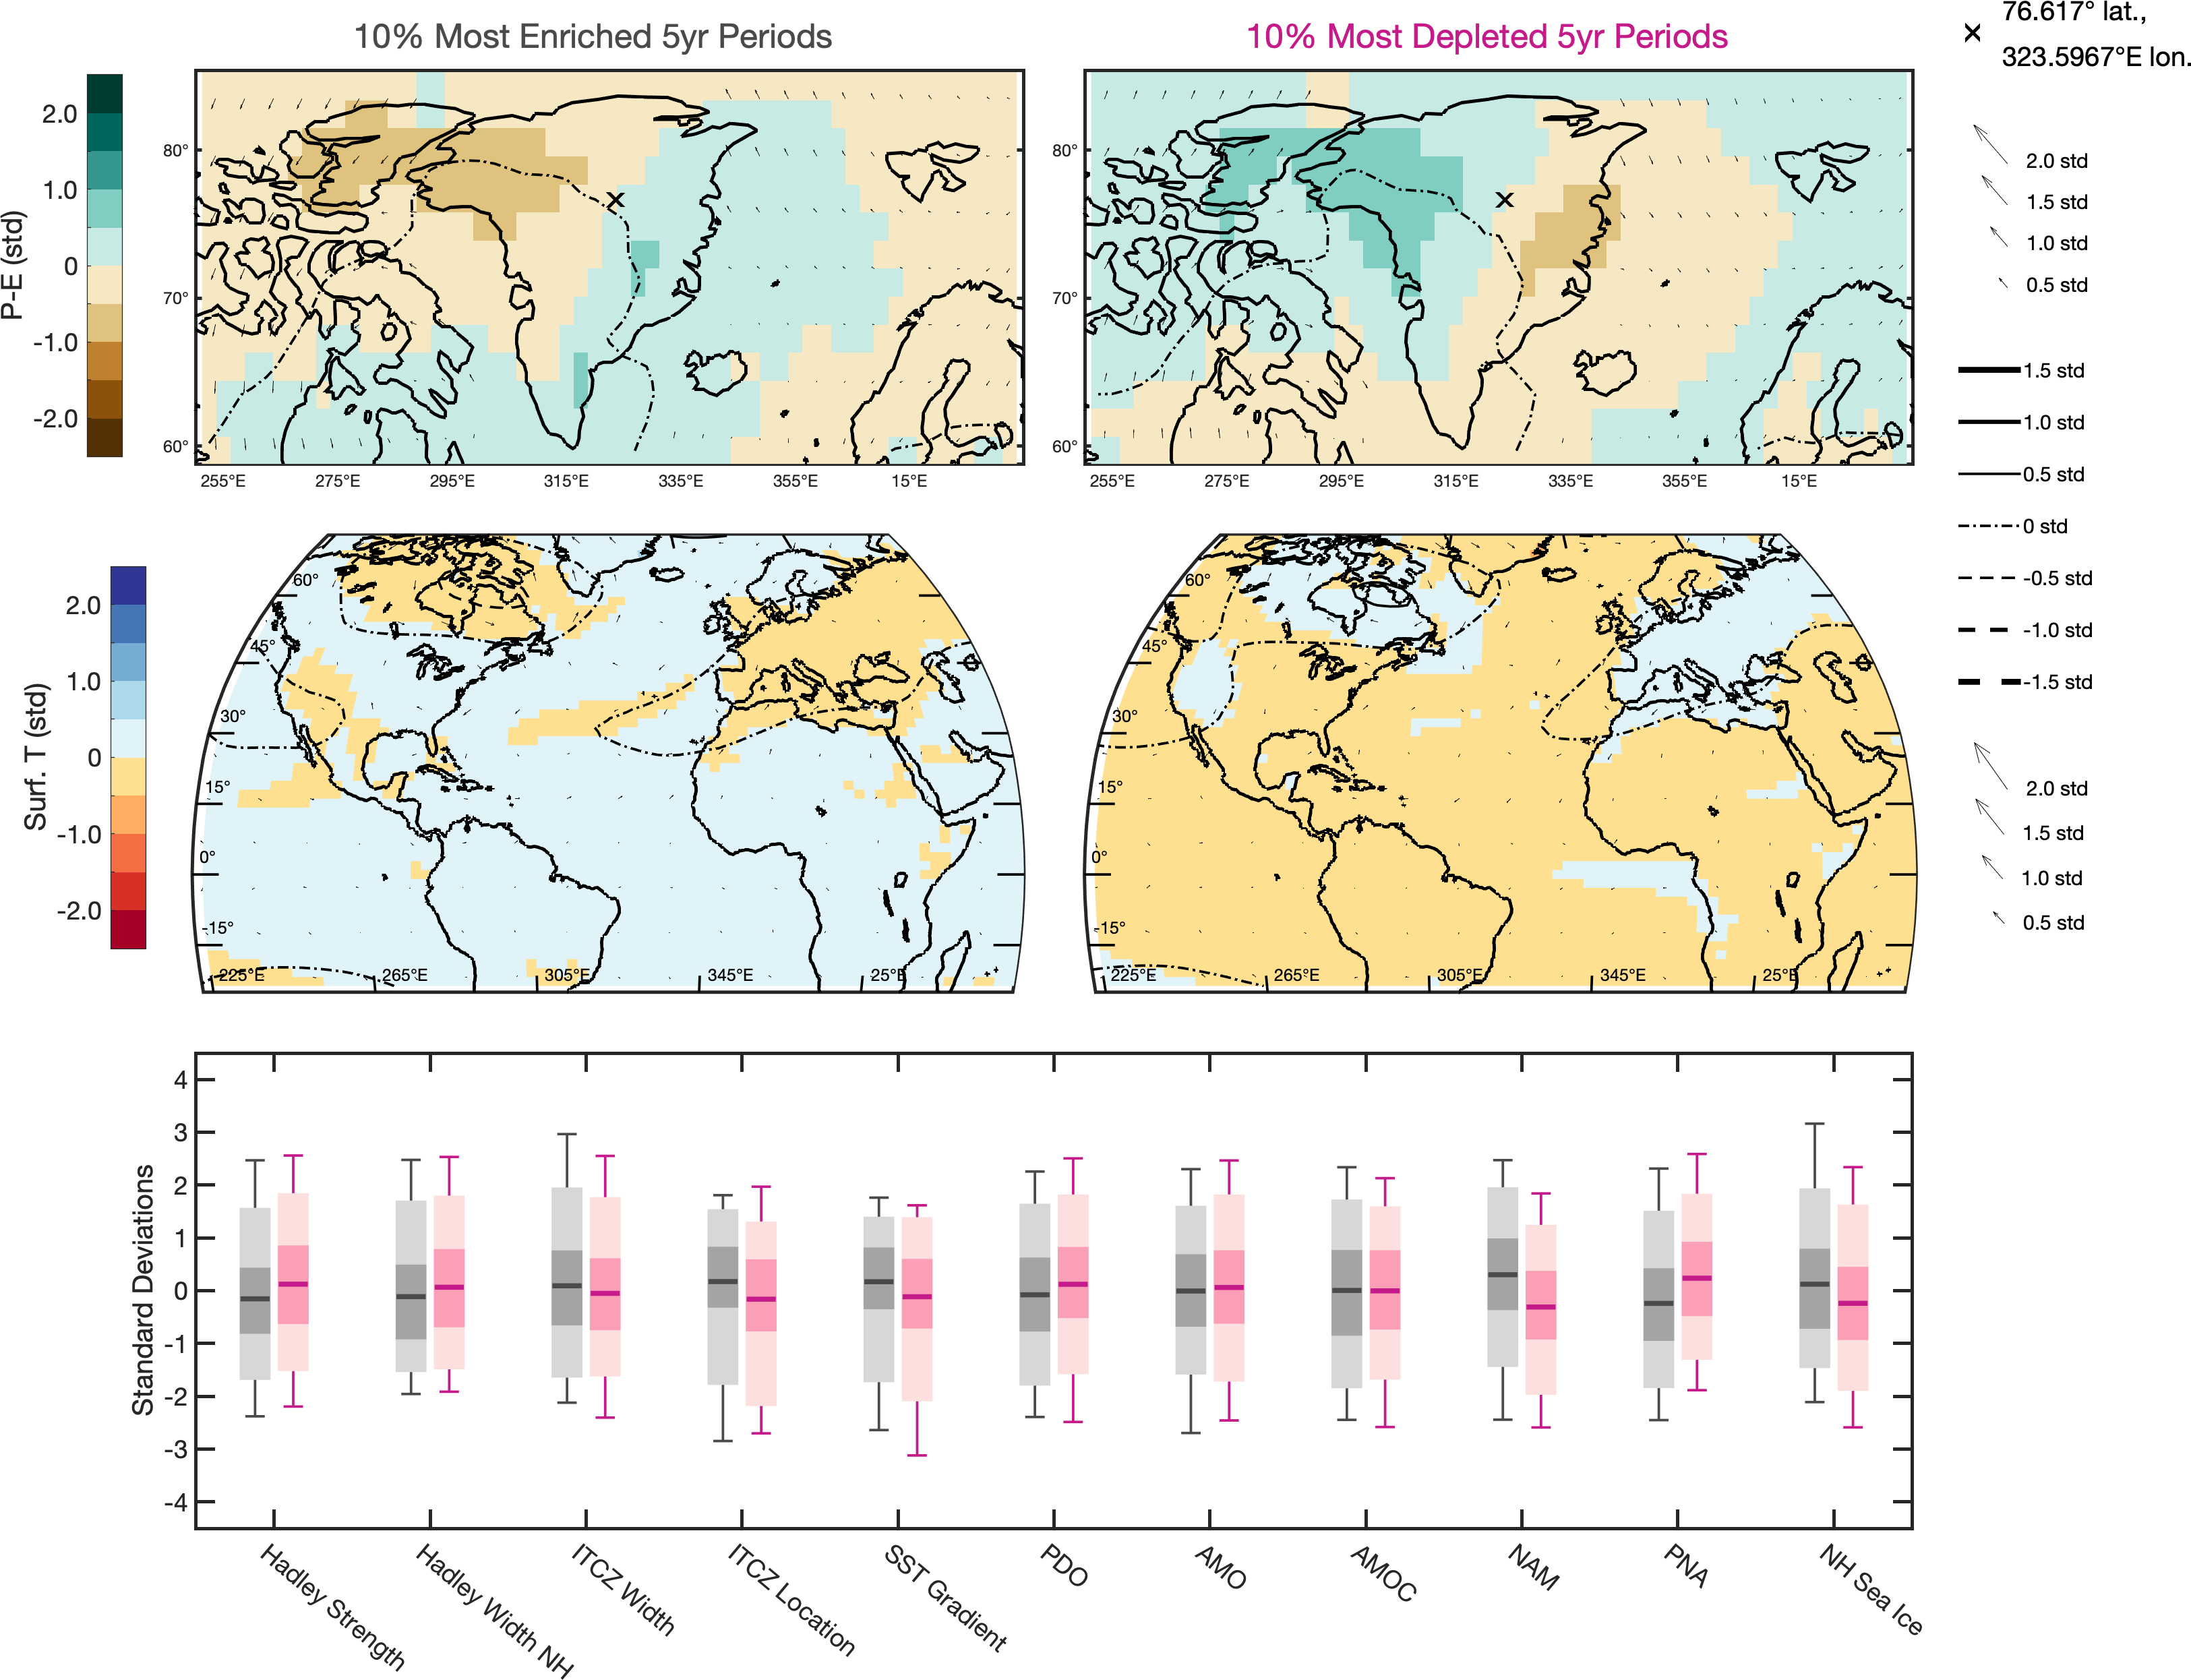 10% Most Enriched 5yr Periods
10% Most Depleted 5yr Periods
76.617° lat.,
323.5967°E lon.
P-E (std)
2.0
1.0
0
-1.0
-2.0
80°
70°
60°
255°E 275°E 295°E 315°E 335°E 355°E 15°E
80°
70°
60°
255°E 275°E 295°E 315°E 335°E 355°E 15°E
2.0 std
1.5 std
1.0 std
0.5 std
1.5 std
1.0 std
0.5 std
0 std
-0.5 std
-1.0 std
-1.5 std
Surf. T (std)
2.0
1.0
0
-1.0
-2.0
60°
45°
30°
15°
0°
-15°
225°E 265°E 305°E 345°E 25°E
60°
45°
30°
15°
0°
-15°
225°E 265°E 305°E 345°E 25°E
2.0 std
1.5 std
1.0 std
0.5 std
Standard Deviations
4
3
2
1
0
-1
-2
-3
-4
Hadley Strength
Hadley Width NH
ITCZ Width
ITCZ Location
SST Gradient
PDO
AMO
AMOC
NAM
PNA
NH Sea Ice